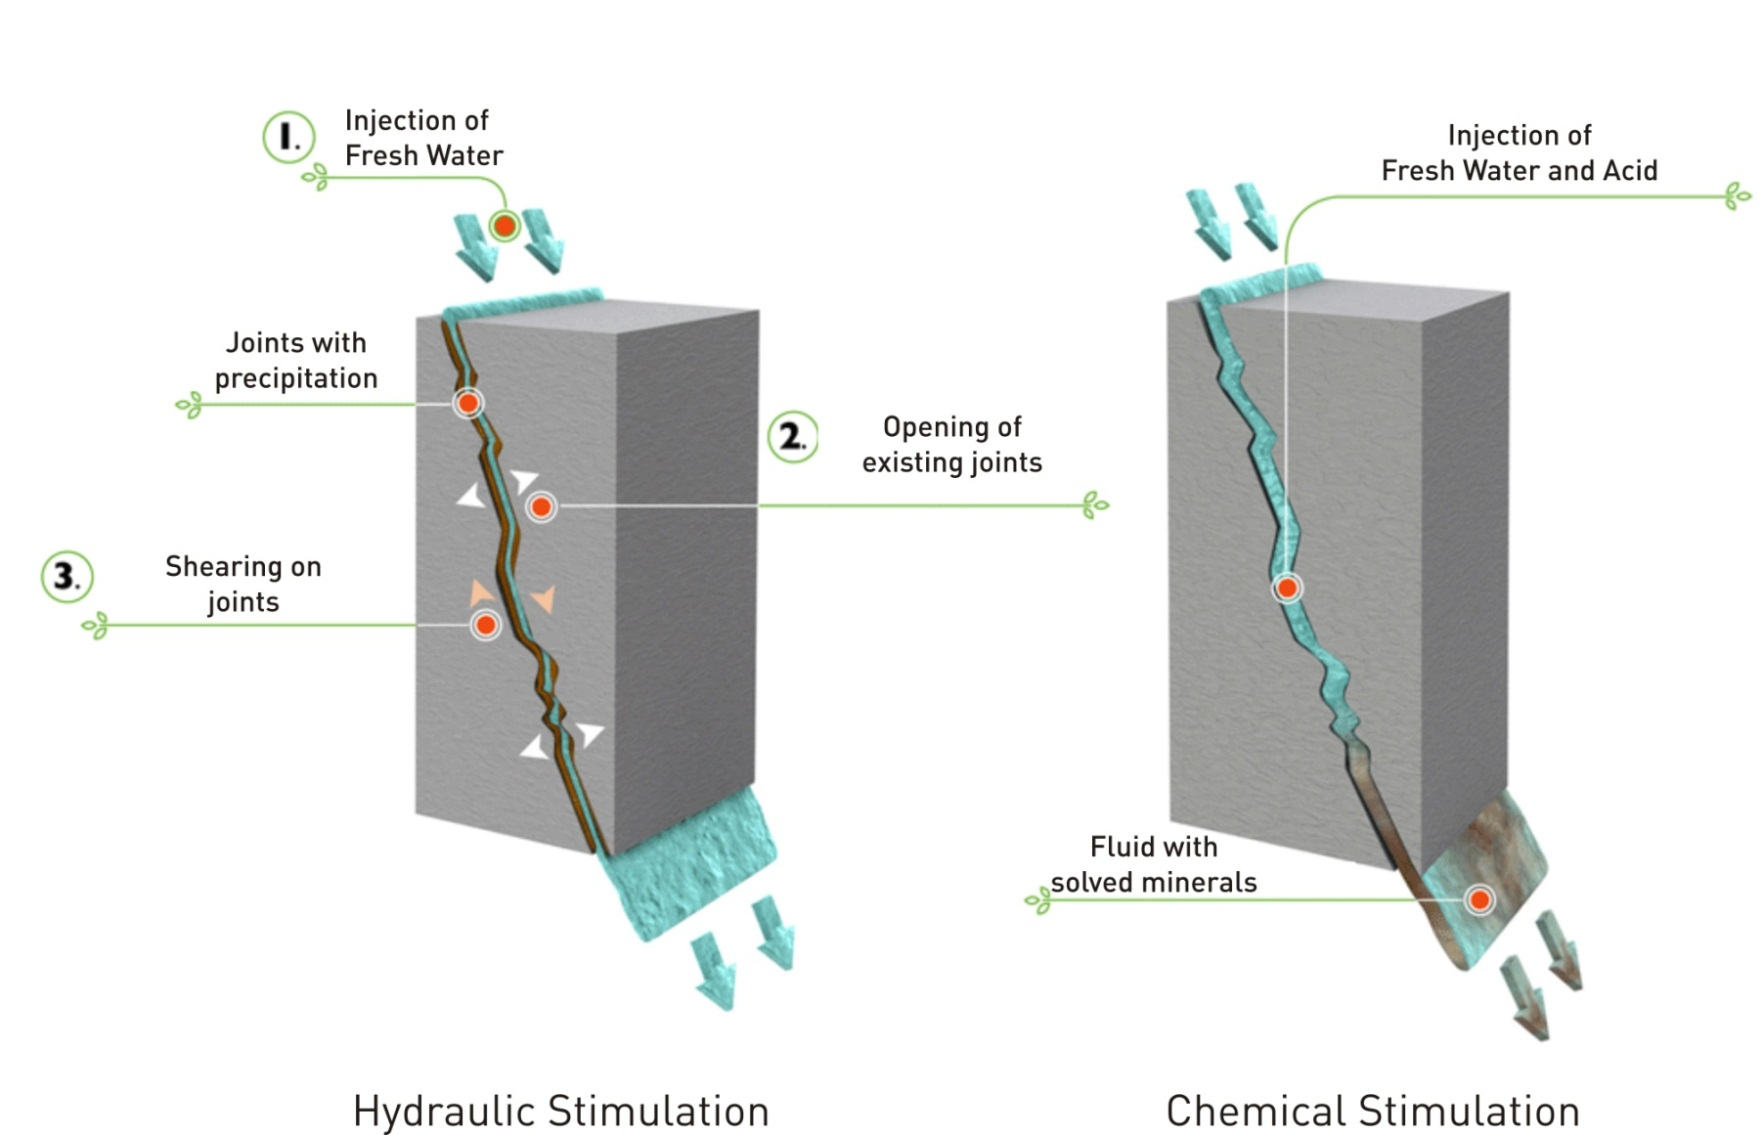 1.
Injection of
Fresh Water
Joints with
precipitation
2.
Opening of
existing joints
3.
Shearing on
joints
Hydraulic Stimulation
Injection of
Fresh Water and Acid
Fluid with
solved minerals
Chemical Stimulation